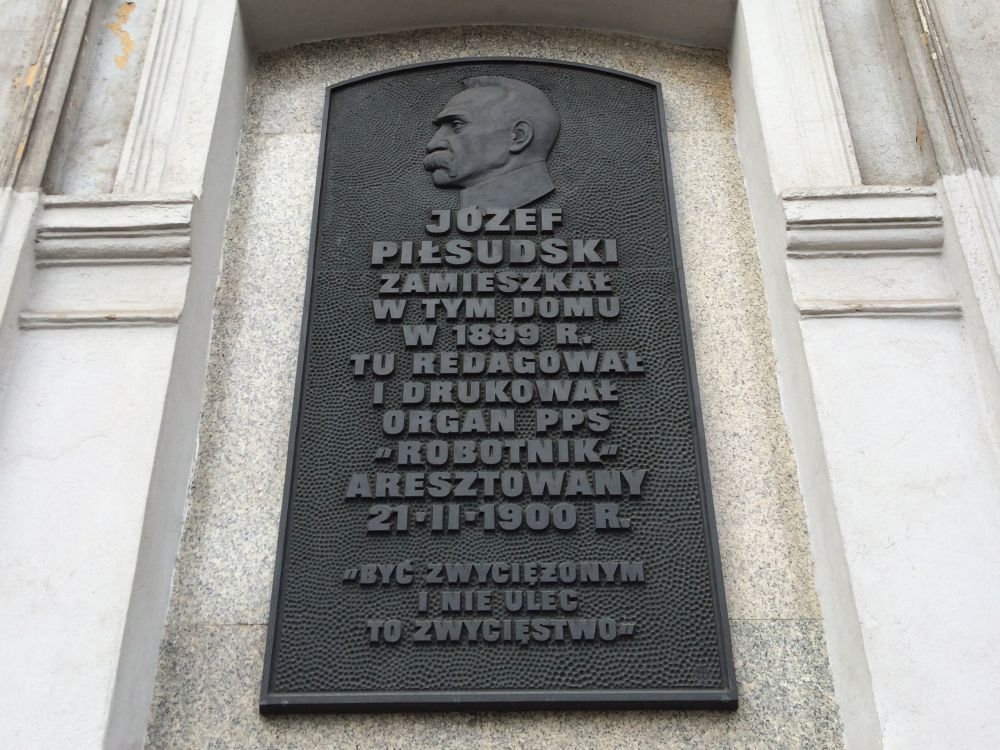 JÓZEF
PIŁSUDSKI
ZAMIESZKAŁ
W TYM DOMU
W 1899 R.
TU REDAGOWAŁ
I DRUKOWAŁ
ORGAN PPS
"ROBOTNIK"
ARESZTOWANY
21·II·1900 R.
"BYĆ ZWYCIĘŻONYM
I NIE ULEC
TO ZWYCIĘSTWO"